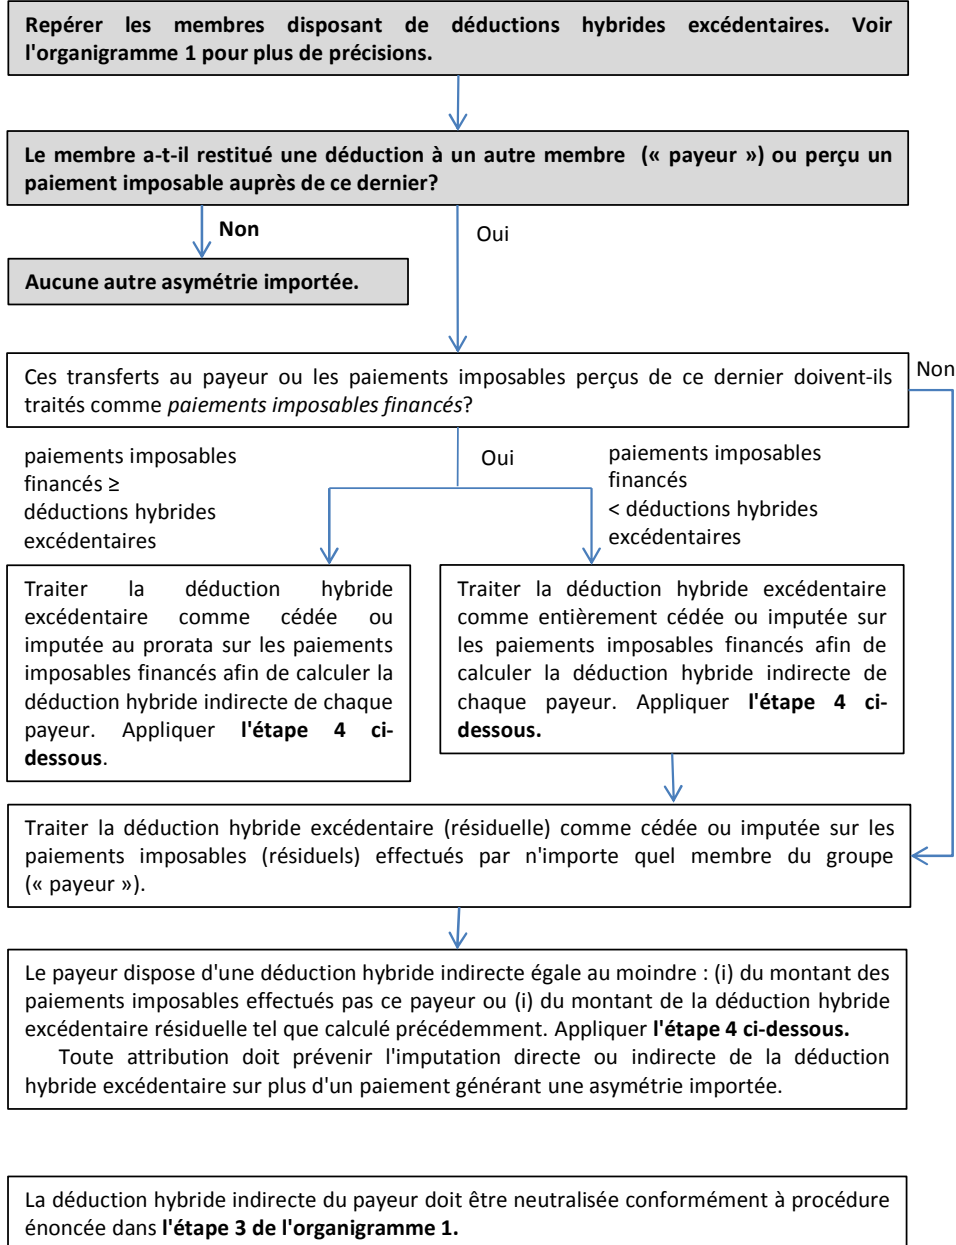 Repérer les membres disposant de déductions hybrides excédentaires. Voir
l'organigramme 1 pour plus de précisions.
Le membre a-t-il restitué une déduction à un autre membre (« payeur ») ou perçu un
paiement imposable auprès de ce dernier?
Non
Oui
Aucune autre asymétrie importée.
Ces transferts au payeur ou les paiements imposables perçus de ce dernier doivent-ils
traités comme paiements imposables financés?
Non
paiements imposables
financés ≥
déductions hybrides
excédentaires
Oui
paiements imposables
financés
< déductions hybrides
excédentaires
Traiter la déduction hybride
excédentaire comme cédée ou
imputée au prorata sur les paiements
imposables financés afin de calculer la
déduction hybride indirecte de chaque
payeur. Appliquer l'étape 4 ci-
dessous.
Traiter la déduction hybride excédentaire
comme entièrement cédée ou imputée sur
les paiements imposables financés afin de
calculer la déduction hybride indirecte de
chaque payeur. Appliquer l'étape 4 ci-
dessous.
Traiter la déduction hybride excédentaire (résiduelle) comme cédée ou imputée sur les
paiements imposables (résiduels) effectués par n'importe quel membre du groupe
(« payeur »).
Le payeur dispose d'une déduction hybride indirecte égale au moindre : (i) du montant des
paiements imposables effectués pas ce payeur ou (i) du montant de la déduction hybride
excédentaire résiduelle tel que calculé précédemment. Appliquer l'étape 4 ci-dessous.
Toute attribution doit prévenir l'imputation directe ou indirecte de la déduction
hybride excédentaire sur plus d'un paiement générant une asymétrie importée.
La déduction hybride indirecte du payeur doit être neutralisée conformément à procédure
énoncée dans l'étape 3 de l'organigramme 1.